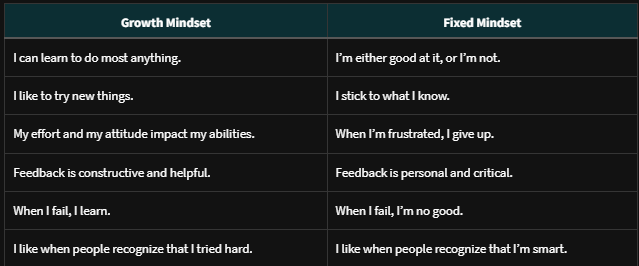 Growth Mindset Fixed Mindset
I can learn to do most anything. I’m either good at it, or I’m not.
I like to try new things. I stick to what I know.
My effort and my attitude impact my abilities. When I’m frustrated, I give up.
Feedback is constructive and helpful. Feedback is personal and critical.
When I fail, I learn. When I fail, I’m no good.
I like when people recognize that I tried hard. I like when people recognize that I’m smart.